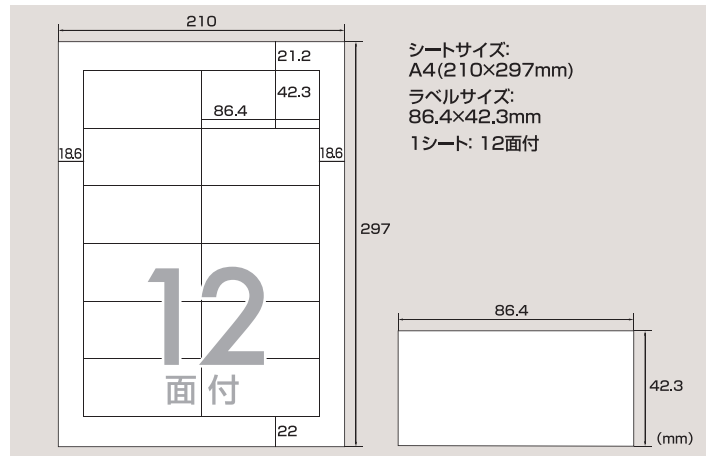 210
21.2
42.3
86.4
18.6
18.6
297
12
面付
22
シートサイズ:
A4(210×297mm)
ラベルサイズ:
86.4×42.3mm
1シート: 12面付
86.4
42.3
(mm)